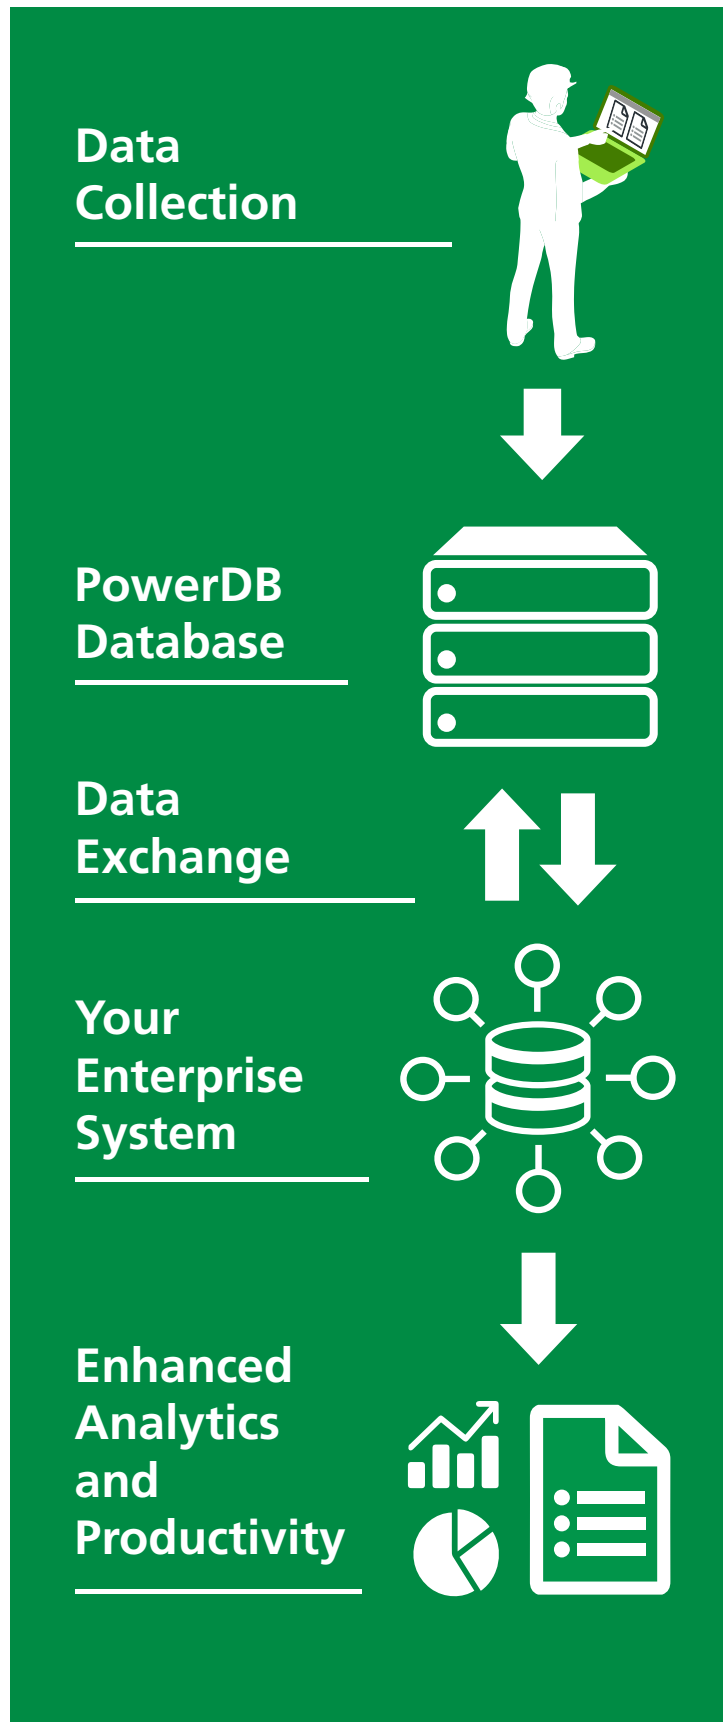 Data
Collection
PowerDB
Database
Data
Exchange
Your
Enterprise
System
Enhanced
Analytics
and
Productivity